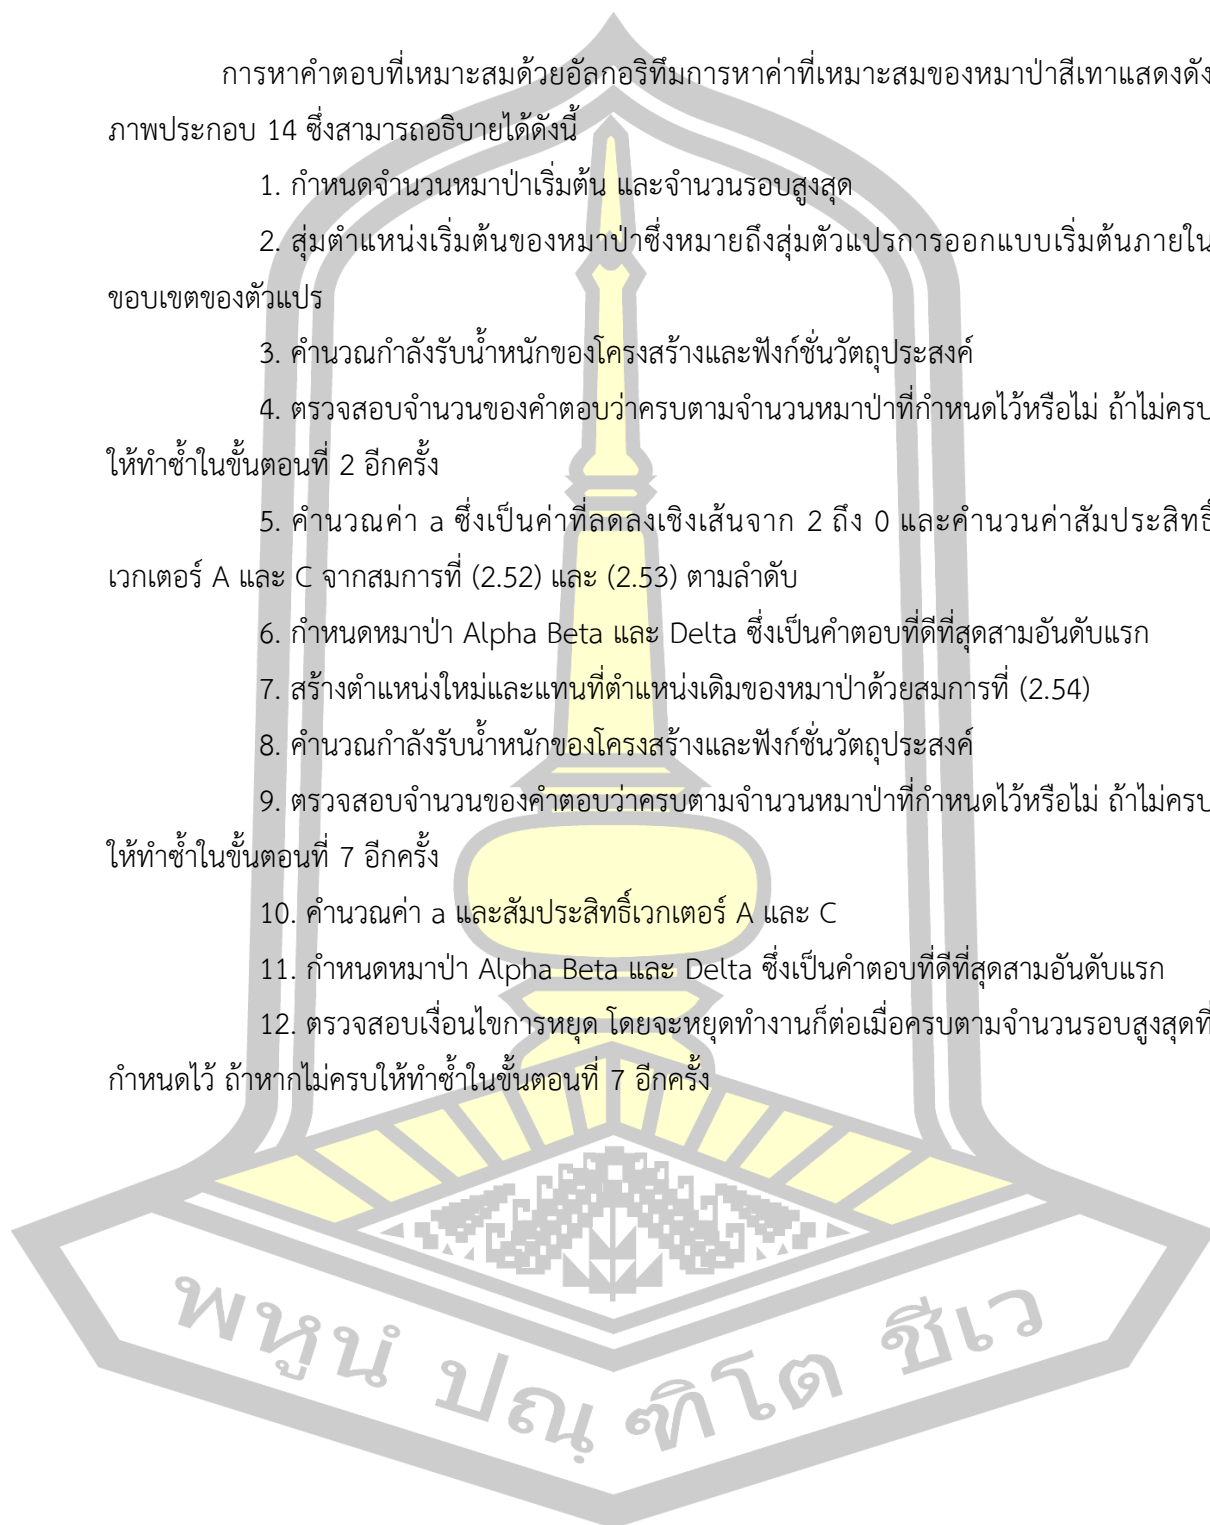 การหาคำตอบที่เหมาะสมด้วยอัลกอริทึมการหาค่าที่เหมาะสมของหมาป่าสีเทาแสดงดัง
ภาพประกอบ 14 ซึ่งสามารถอธิบายได้ดังนี้
1. กำหนดจำนวนหมาป่าเริ่มต้น และจำนวนรอบสูงสุด
2. สุ่มตำแหน่งเริ่มต้นของหมาป่าซึ่งหมายถึงสุ่มตัวแปรการออกแบบเริ่มต้นภายใน
ขอบเขตของตัวแปร
3. คำนวณกำลังรับน้ำหนักของโครงสร้างและฟังก์ชั่นวัตถุประสงค์
4. ตรวจสอบจำนวนของคำตอบว่าครบตามจำนวนหมาป่าที่กำหนดไว้หรือไม่ ถ้าไม่ครบ
ให้ทำซ้ำในขั้นตอนที่ 2 อีกครั้ง
5. คำนวณค่า a ซึ่งเป็นค่าที่ลดลงเชิงเส้นจาก 2 ถึง 0 และคำนวนค่าสัมประสิทธิ์
เวกเตอร์ A และ C จากสมการที่ (2.52) และ (2.53) ตามลำดับ
6. กำหนดหมาป่า Alpha Beta และ Delta ซึ่งเป็นคำตอบที่ดีที่สุดสามอันดับแรก
7. สร้างตำแหน่งใหม่และแทนที่ตำแหน่งเดิมของหมาป่าด้วยสมการที่ (2.54)
8. คำนวณกำลังรับน้ำหนักของโครงสร้างและฟังก์ชั่นวัตถุประสงค์
9. ตรวจสอบจำนวนของคำตอบว่าครบตามจำนวนหมาป่าที่กำหนดไว้หรือไม่ ถ้าไม่ครบ
ให้ทำซ้ำในขั้นตอนที่ 7 อีกครั้ง
10. คำนวณค่า a และสัมประสิทธิ์เวกเตอร์ A และ C
11. กำหนดหมาป่า Alpha Beta และ Delta ซึ่งเป็นคำตอบที่ดีที่สุดสามอันดับแรก
12. ตรวจสอบเงื่อนไขการหยุด โดยจะหยุดทำงานก็ต่อเมื่อครบตามจำนวนรอบสูงสุดที่
กำหนดไว้ ถ้าหากไม่ครบให้ทำซ้ำในขั้นตอนที่ 7 อีกครั้ง
พหูนํ ปณฺฑิโต ชีเว